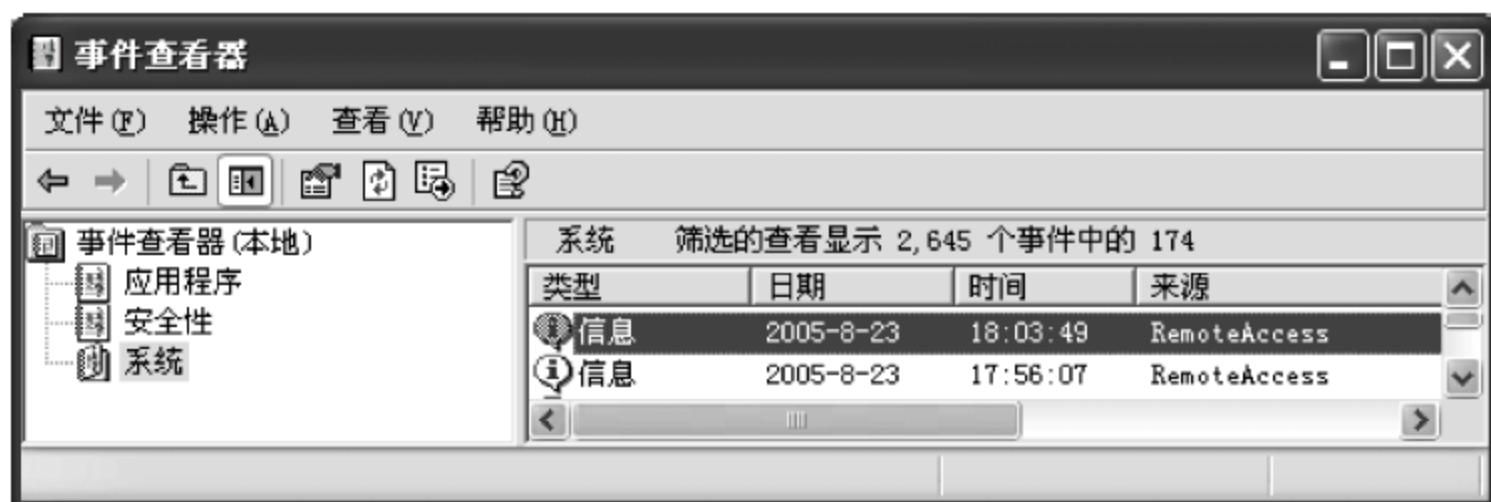 事件查看器
文件(F) 操作(A) 查看(V) 帮助(H)
事件查看器(本地)
应用程序
安全性
系统
系统 筛选的查看显示 2,645 个事件中的 174
类型 日期 时间 来源
信息 2005-8-23 18:03:49 RemoteAccess
信息 2005-8-23 17:56:07 RemoteAccess